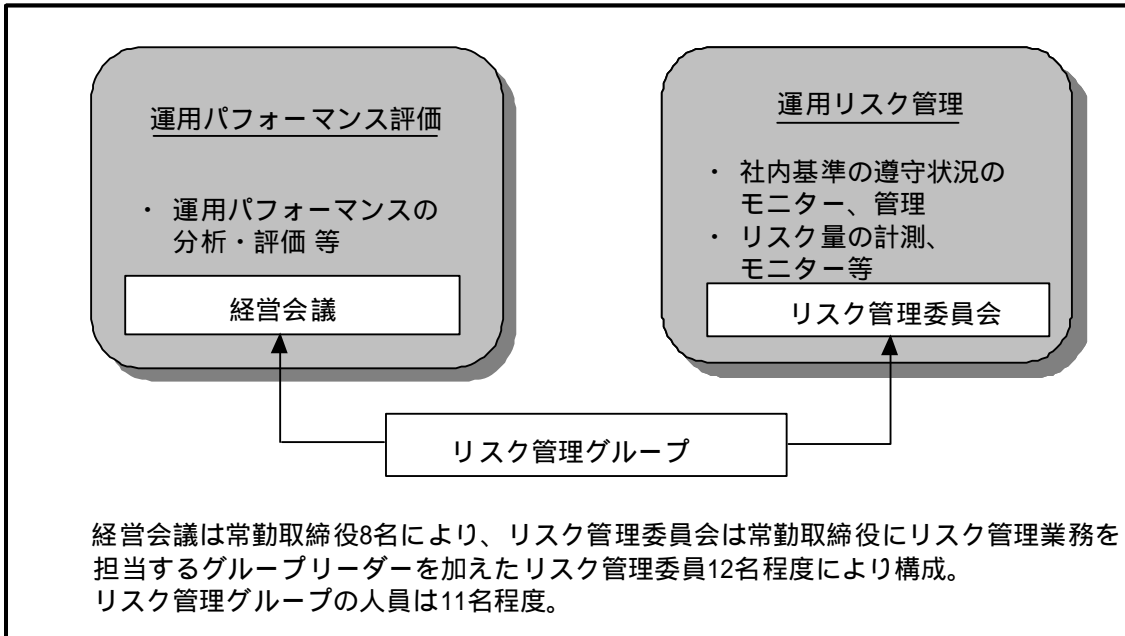 運用パフォーマンス評価
・ 運用パフォーマンスの
分析・評価 等
経営会議
運用リスク管理
・ 社内基準の遵守状況の
モニター、管理
・ リスク量の計測、
モニター等
リスク管理委員会
リスク管理グループ
経営会議は常勤取締役8名により、リスク管理委員会は常勤取締役にリスク管理業務を
担当するグループリーダーを加えたリスク管理委員12名程度により構成。
リスク管理グループの人員は11名程度。